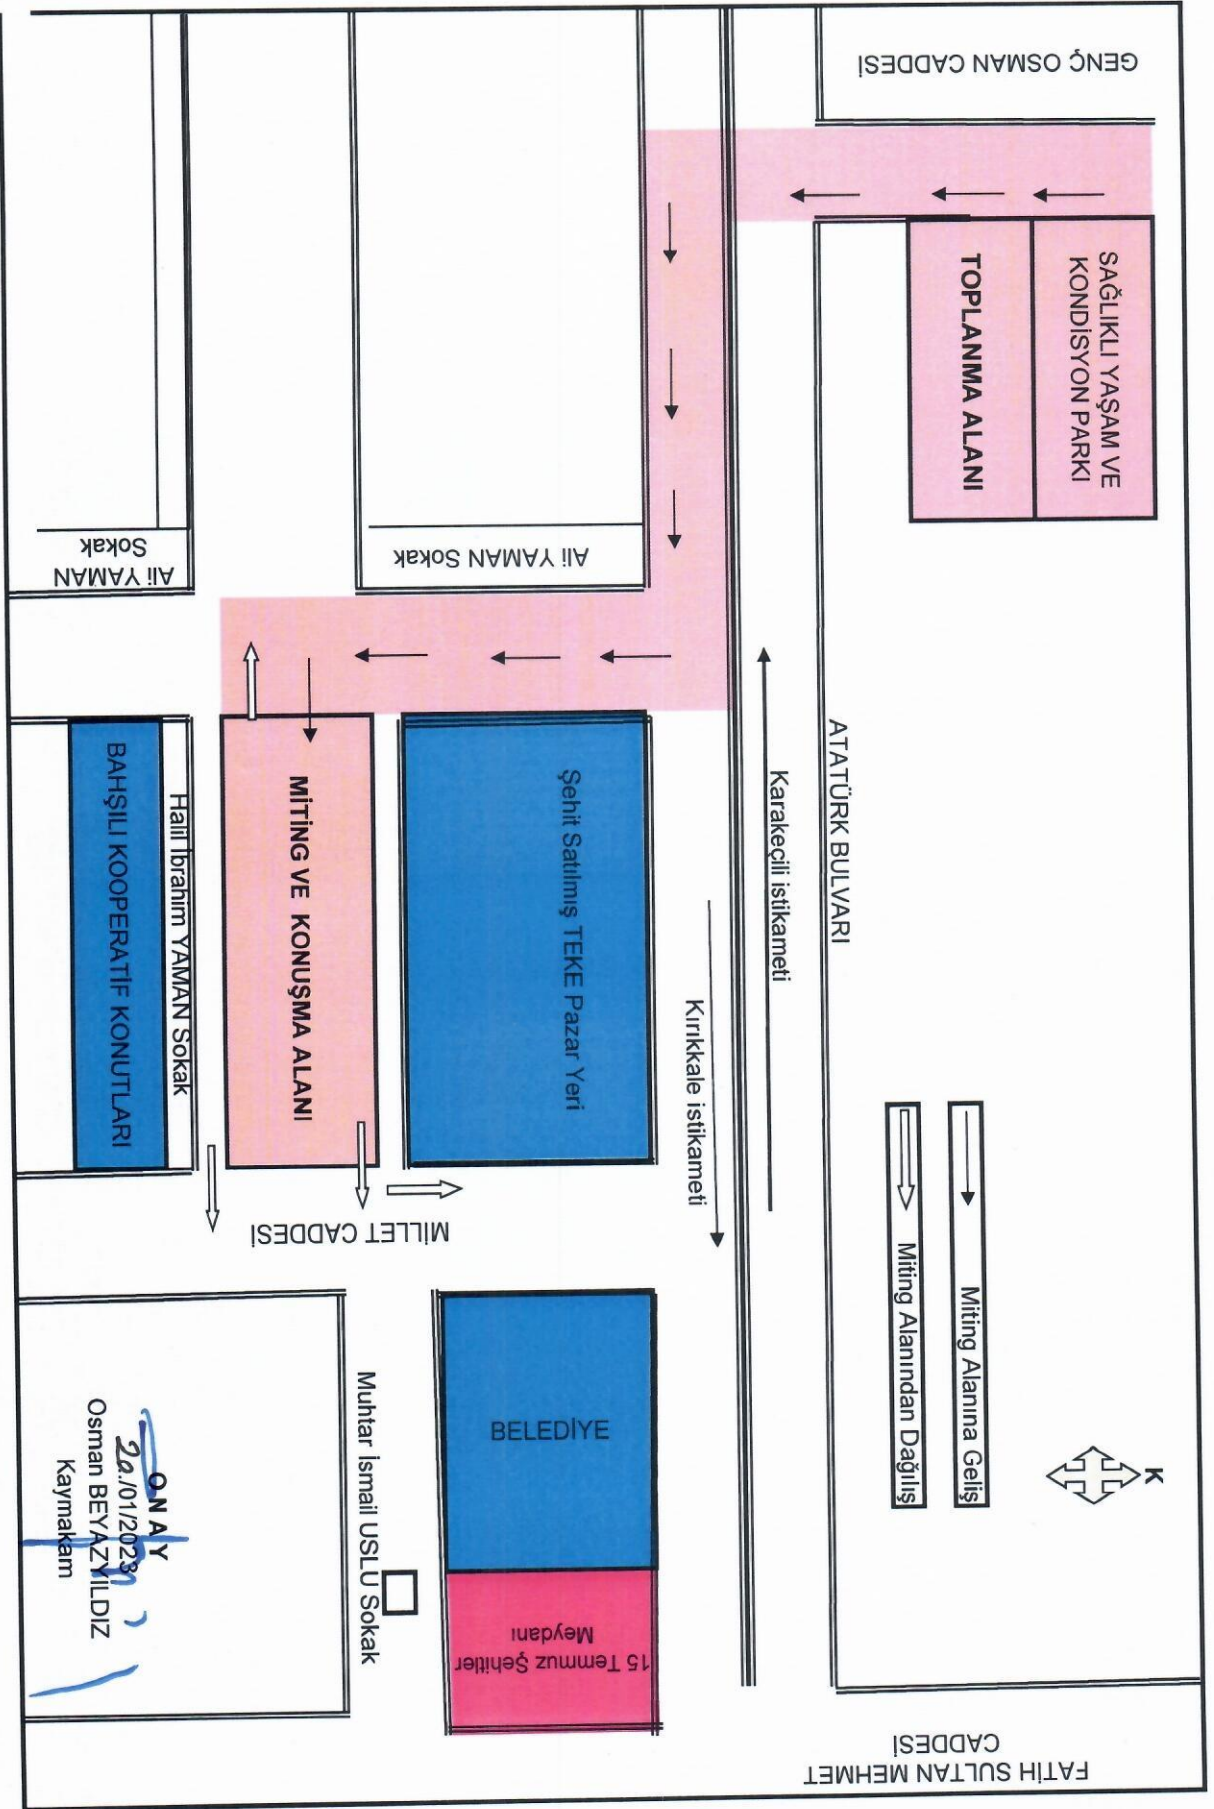 GENÇ OSMAN CADDESİ
SAĞLIKLI YAŞAM VE
KONDİSYON PARKI
TOPLANMA ALANI
K
Miting Alanına Geliş
Miting Alanından Dağılış
FATİH SULTAN MEHMET
CADDESİ
ATATÜRK BULVARI
Karakeçili istikameti
Kırıkkale istikameti
Ali YAMAN Sokak
Şehit Satılmış TEKE Pazar Yeri
BELEDİYE
15 Temmuz Şehitler
Meydanı
MİTİNG VE KONUŞMA ALANI
MİLLET CADDESİ
Muhtar İsmail USLU Sokak
Ali YAMAN
Sokak
Halil İbrahim YAMAN Sokak
BAHŞILI KOOPERATİF KONUTLARI
ONAY
20./01/2023
Osman BEYAZYILDIZ
Kaymakam